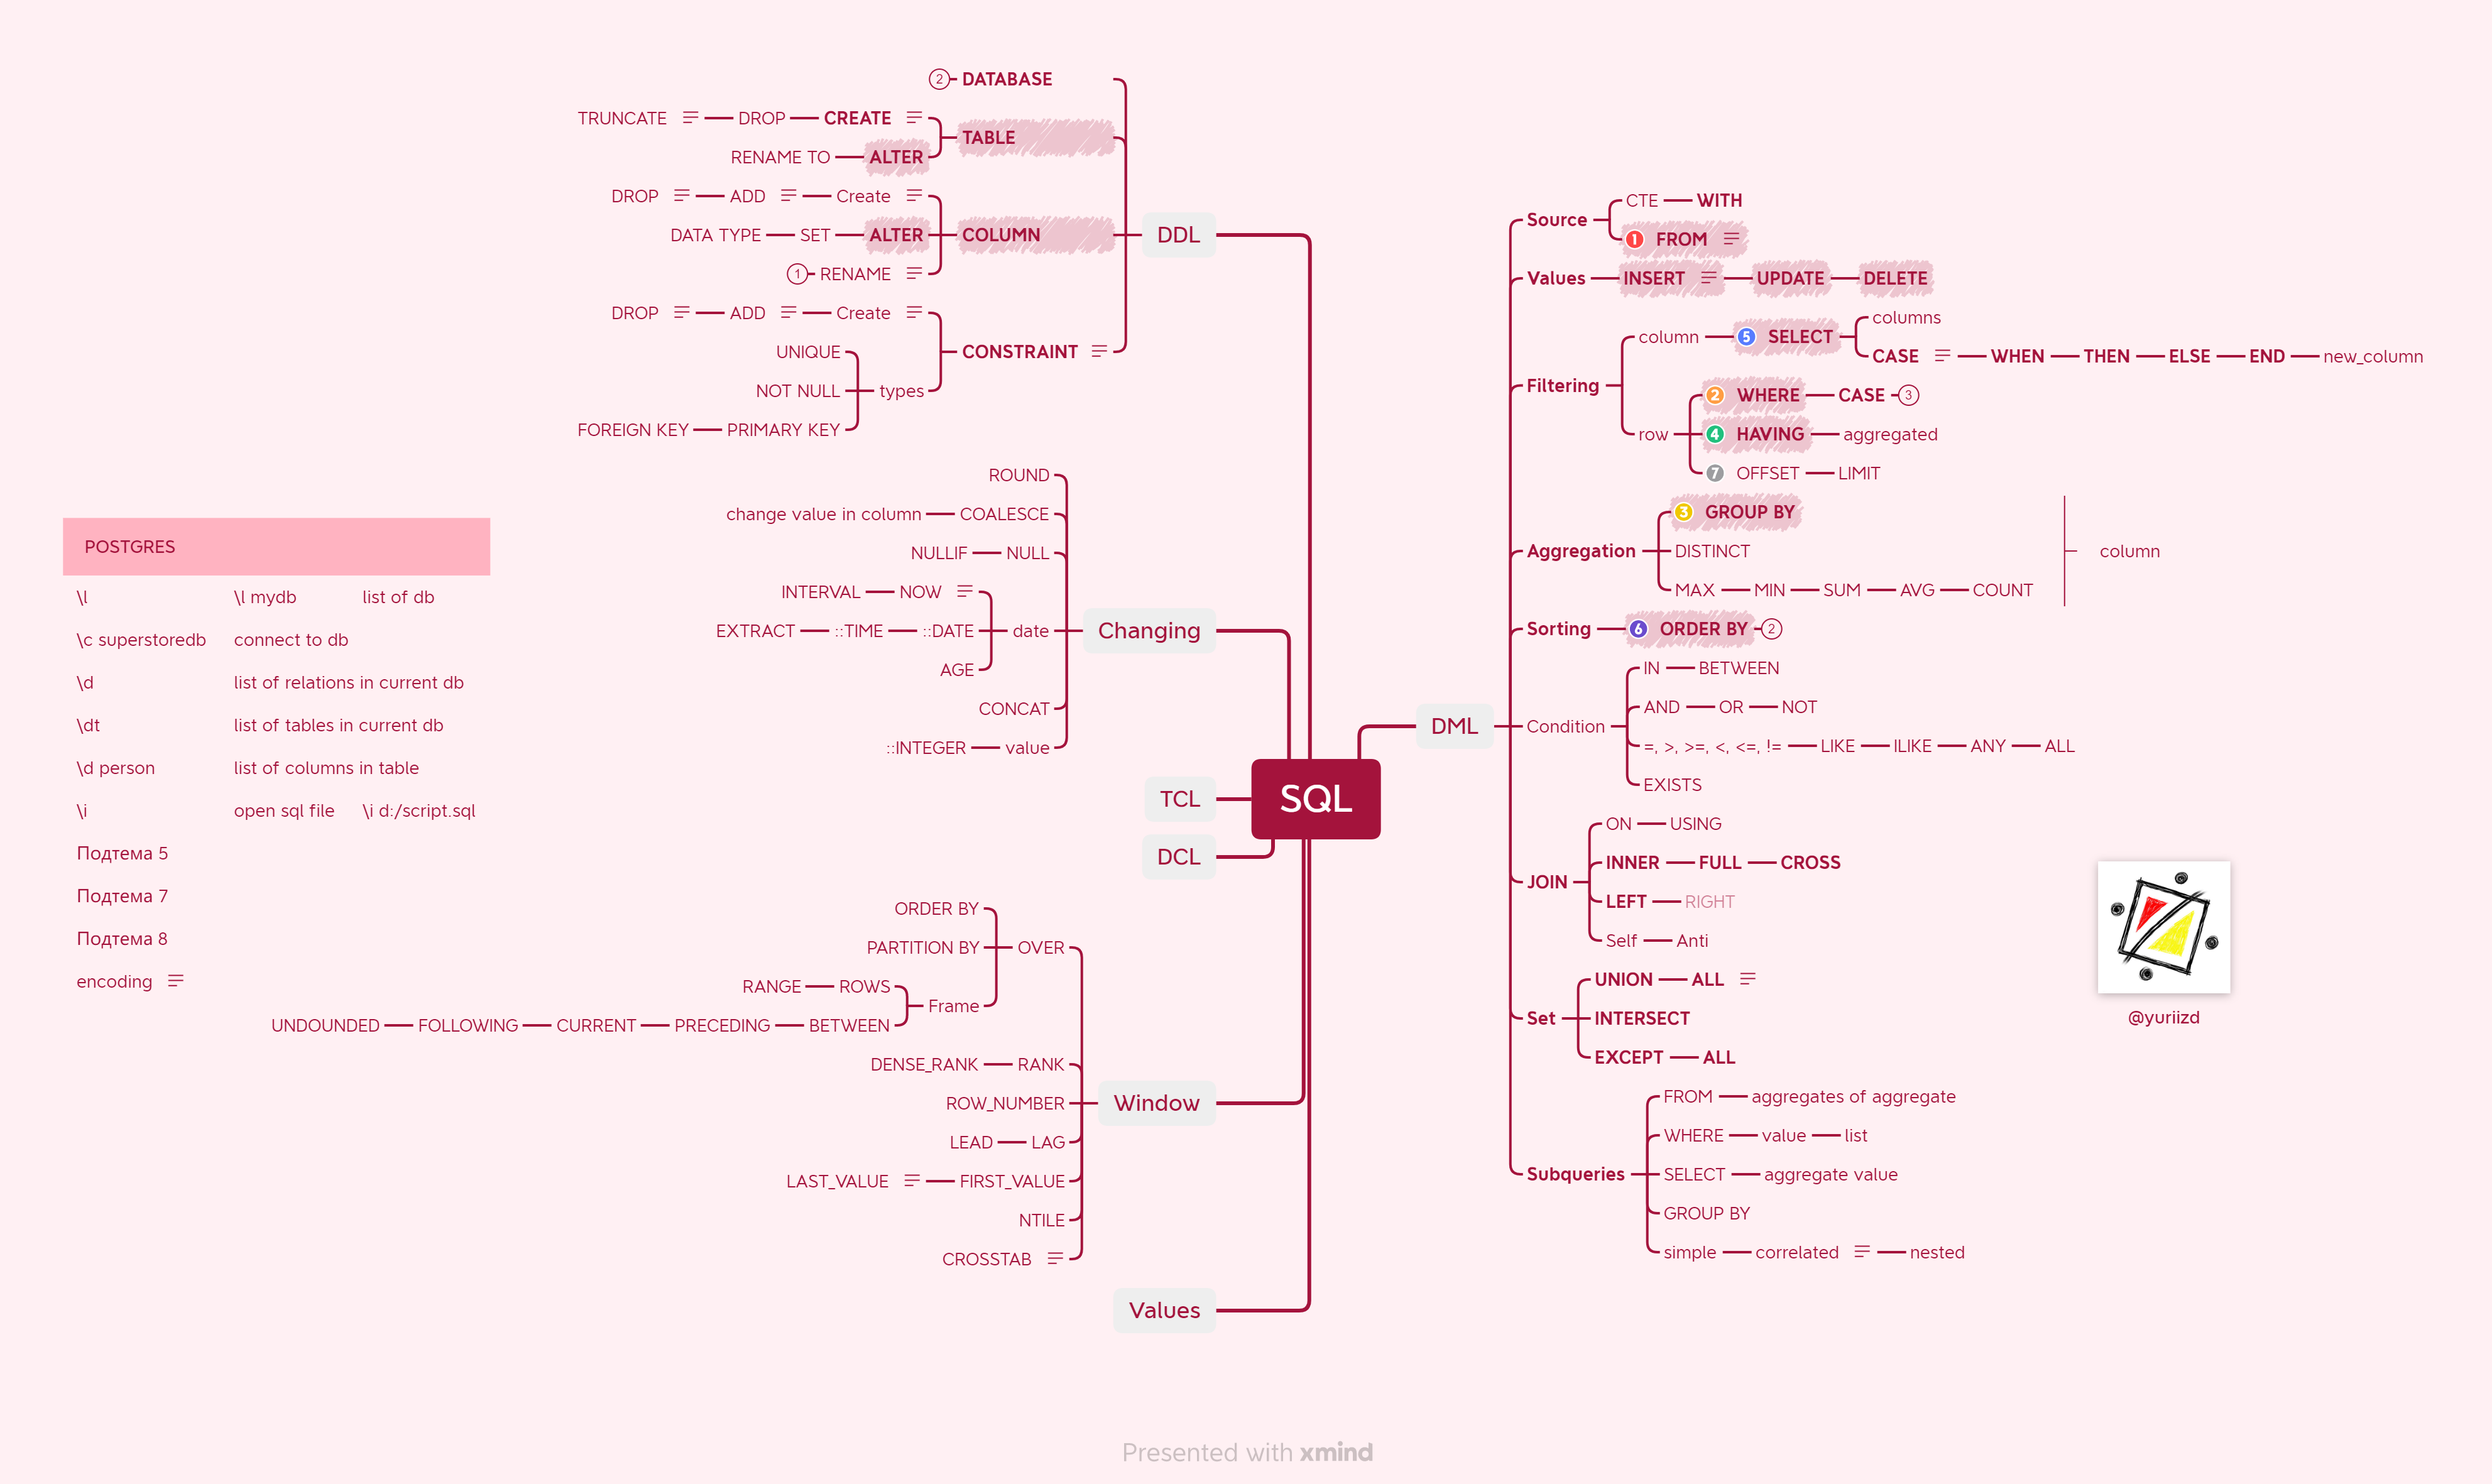 SQL
DDL
② DATABASE
TABLE
TRUNCATE DROP CREATE
RENAME TO ALTER
COLUMN
DROP ADD Create
DATA TYPE SET ALTER
① RENAME
CONSTRAINT
DROP ADD Create
types
UNIQUE
NOT NULL
FOREIGN KEY PRIMARY KEY
Changing
ROUND
change value in column COALESCE
NULLIF NULL
date
INTERVAL NOW
EXTRACT ::TIME ::DATE
AGE
CONCAT
::INTEGER value
TCL
DCL
Window
OVER
ORDER BY
PARTITION BY
Frame
RANGE ROWS
UNDOUNDED FOLLOWING CURRENT PRECEDING BETWEEN
DENSE_RANK RANK
ROW_NUMBER
LEAD LAG
LAST_VALUE FIRST_VALUE
NTILE
CROSSTAB
Values
DML
Source
CTE WITH
1 FROM
Values INSERT UPDATE DELETE
Filtering
column 5 SELECT
columns
CASE WHEN THEN ELSE END new_column
row
2 WHERE CASE ③
4 HAVING aggregated
7 OFFSET LIMIT
Aggregation
3 GROUP BY
DISTINCT
MAX MIN SUM AVG COUNT
column
Sorting 6 ORDER BY ②
Condition
IN BETWEEN
AND OR NOT
=, >, >=, <, <=, != LIKE ILIKE ANY ALL
EXISTS
JOIN
ON USING
INNER FULL CROSS
LEFT RIGHT
Self Anti
Set
UNION ALL
INTERSECT
EXCEPT ALL
Subqueries
FROM aggregates of aggregate
WHERE value list
SELECT aggregate value
GROUP BY
simple correlated nested
POSTGRES
\l \l mydb list of db
\c superstoredb connect to db
\d list of relations in current db
\dt list of tables in current db
\d person list of columns in table
\i open sql file \i d:/script.sql
Подтема 5
Подтема 7
Подтема 8
encoding
@yuriizd
Presented with xmind